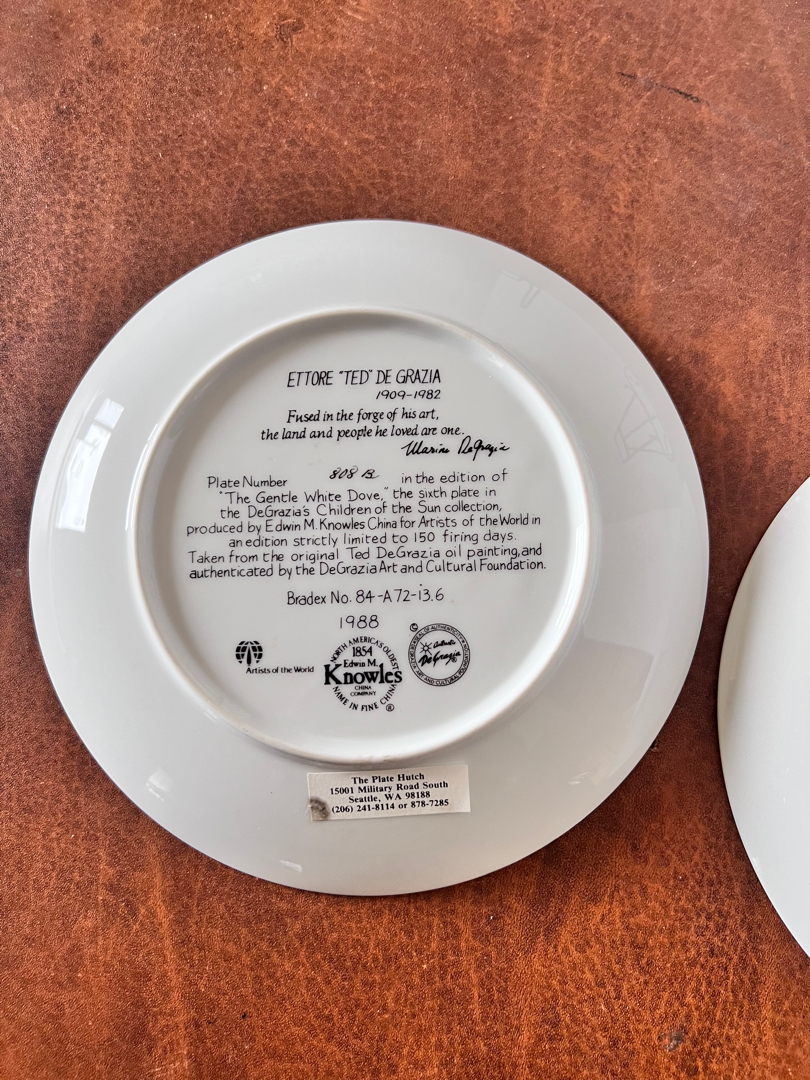 ETTORE "TED" DE GRAZIA
1909-1982
Fused in the forge of his art,
the land and people he loved are one.
Marion DeGrazia
Plate Number 808 B in the edition of
"The Gentle White Dove," the sixth plate in
the DeGrazia's Children of the Sun collection,
produced by Edwin M. Knowles China for Artists of the World in
an edition strictly limited to 150 firing days.
Taken from the original Ted DeGrazia oil painting, and
authenticated by the DeGrazia Art and Cultural Foundation.
Bradex No. 84-A72-13.6
1988
Artists of the World
NORTH AMERICA'S OLDEST
1854
Edwin M.
Knowles
CHINA
COMPANY
NAME IN FINE CHINA
®
©
DeGrazia
The Plate Hutch
15001 Military Road South
Seattle, WA 98188
(206) 241-8114 or 878-7285